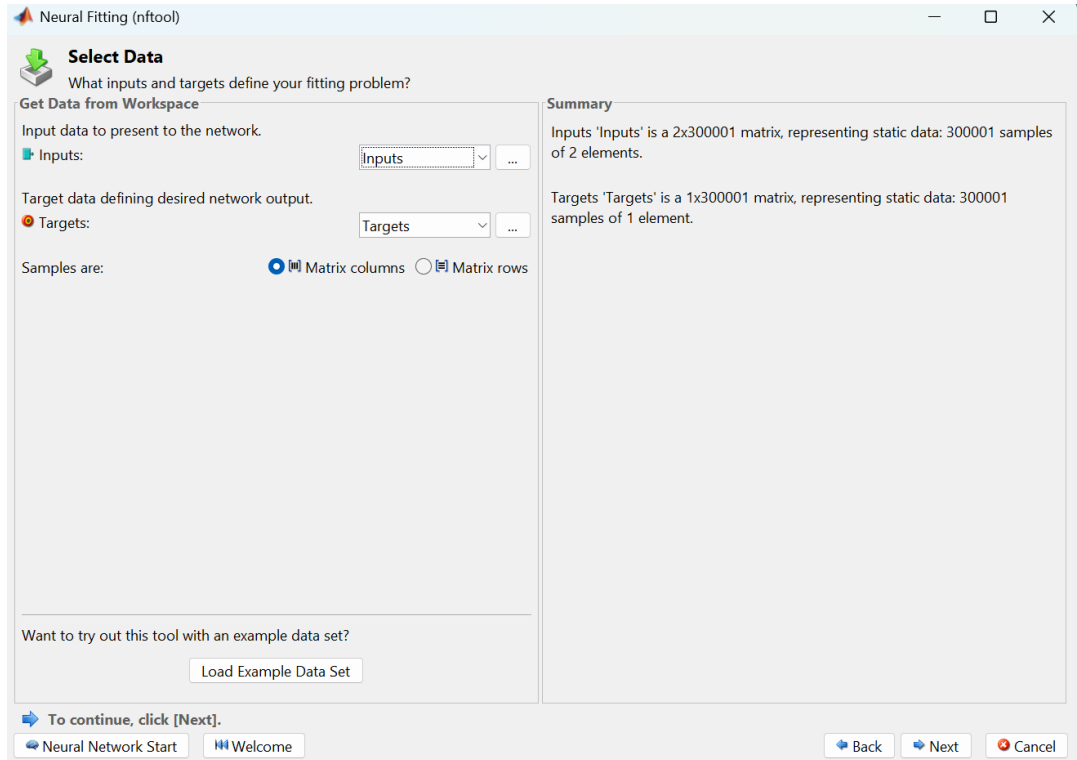 Neural Fitting (nftool)
Select Data
What inputs and targets define your fitting problem?
Get Data from Workspace
Input data to present to the network.
Inputs:
Inputs
...
Target data defining desired network output.
Targets:
Targets
...
Samples are:
Matrix columns
Matrix rows
Want to try out this tool with an example data set?
Load Example Data Set
Summary
Inputs 'Inputs' is a 2x300001 matrix, representing static data: 300001 samples
of 2 elements.
Targets 'Targets' is a 1x300001 matrix, representing static data: 300001
samples of 1 element.
To continue, click [Next].
Neural Network Start
Welcome
Back
Next
Cancel